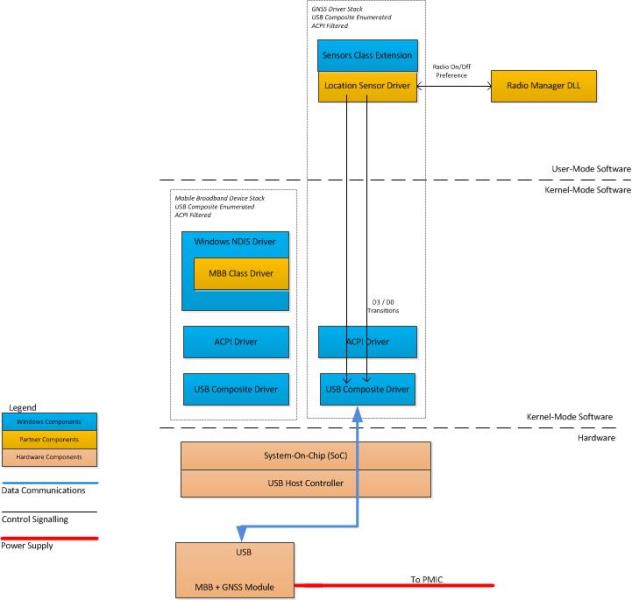 GNSS Driver Stack
USB Composite Enumerated
ACPI Filtered
Sensors Class Extension
Location Sensor Driver
Radio On/Off
Preference
Radio Manager DLL
User-Mode Software
Kernel-Mode Software
Mobile Broadband Device Stack
USB Composite Enumerated
ACPI Filtered
Windows NDIS Driver
MBB Class Driver
D3 / D0
Transitions
ACPI Driver
ACPI Driver
USB Composite Driver
USB Composite Driver
Kernel-Mode Software
Hardware
Legend
Windows Components
Partner Components
Hardware Components
Data Communications
Control Signalling
Power Supply
System-On-Chip (SoC)
USB Host Controller
USB
MBB + GNSS Module
To PMIC